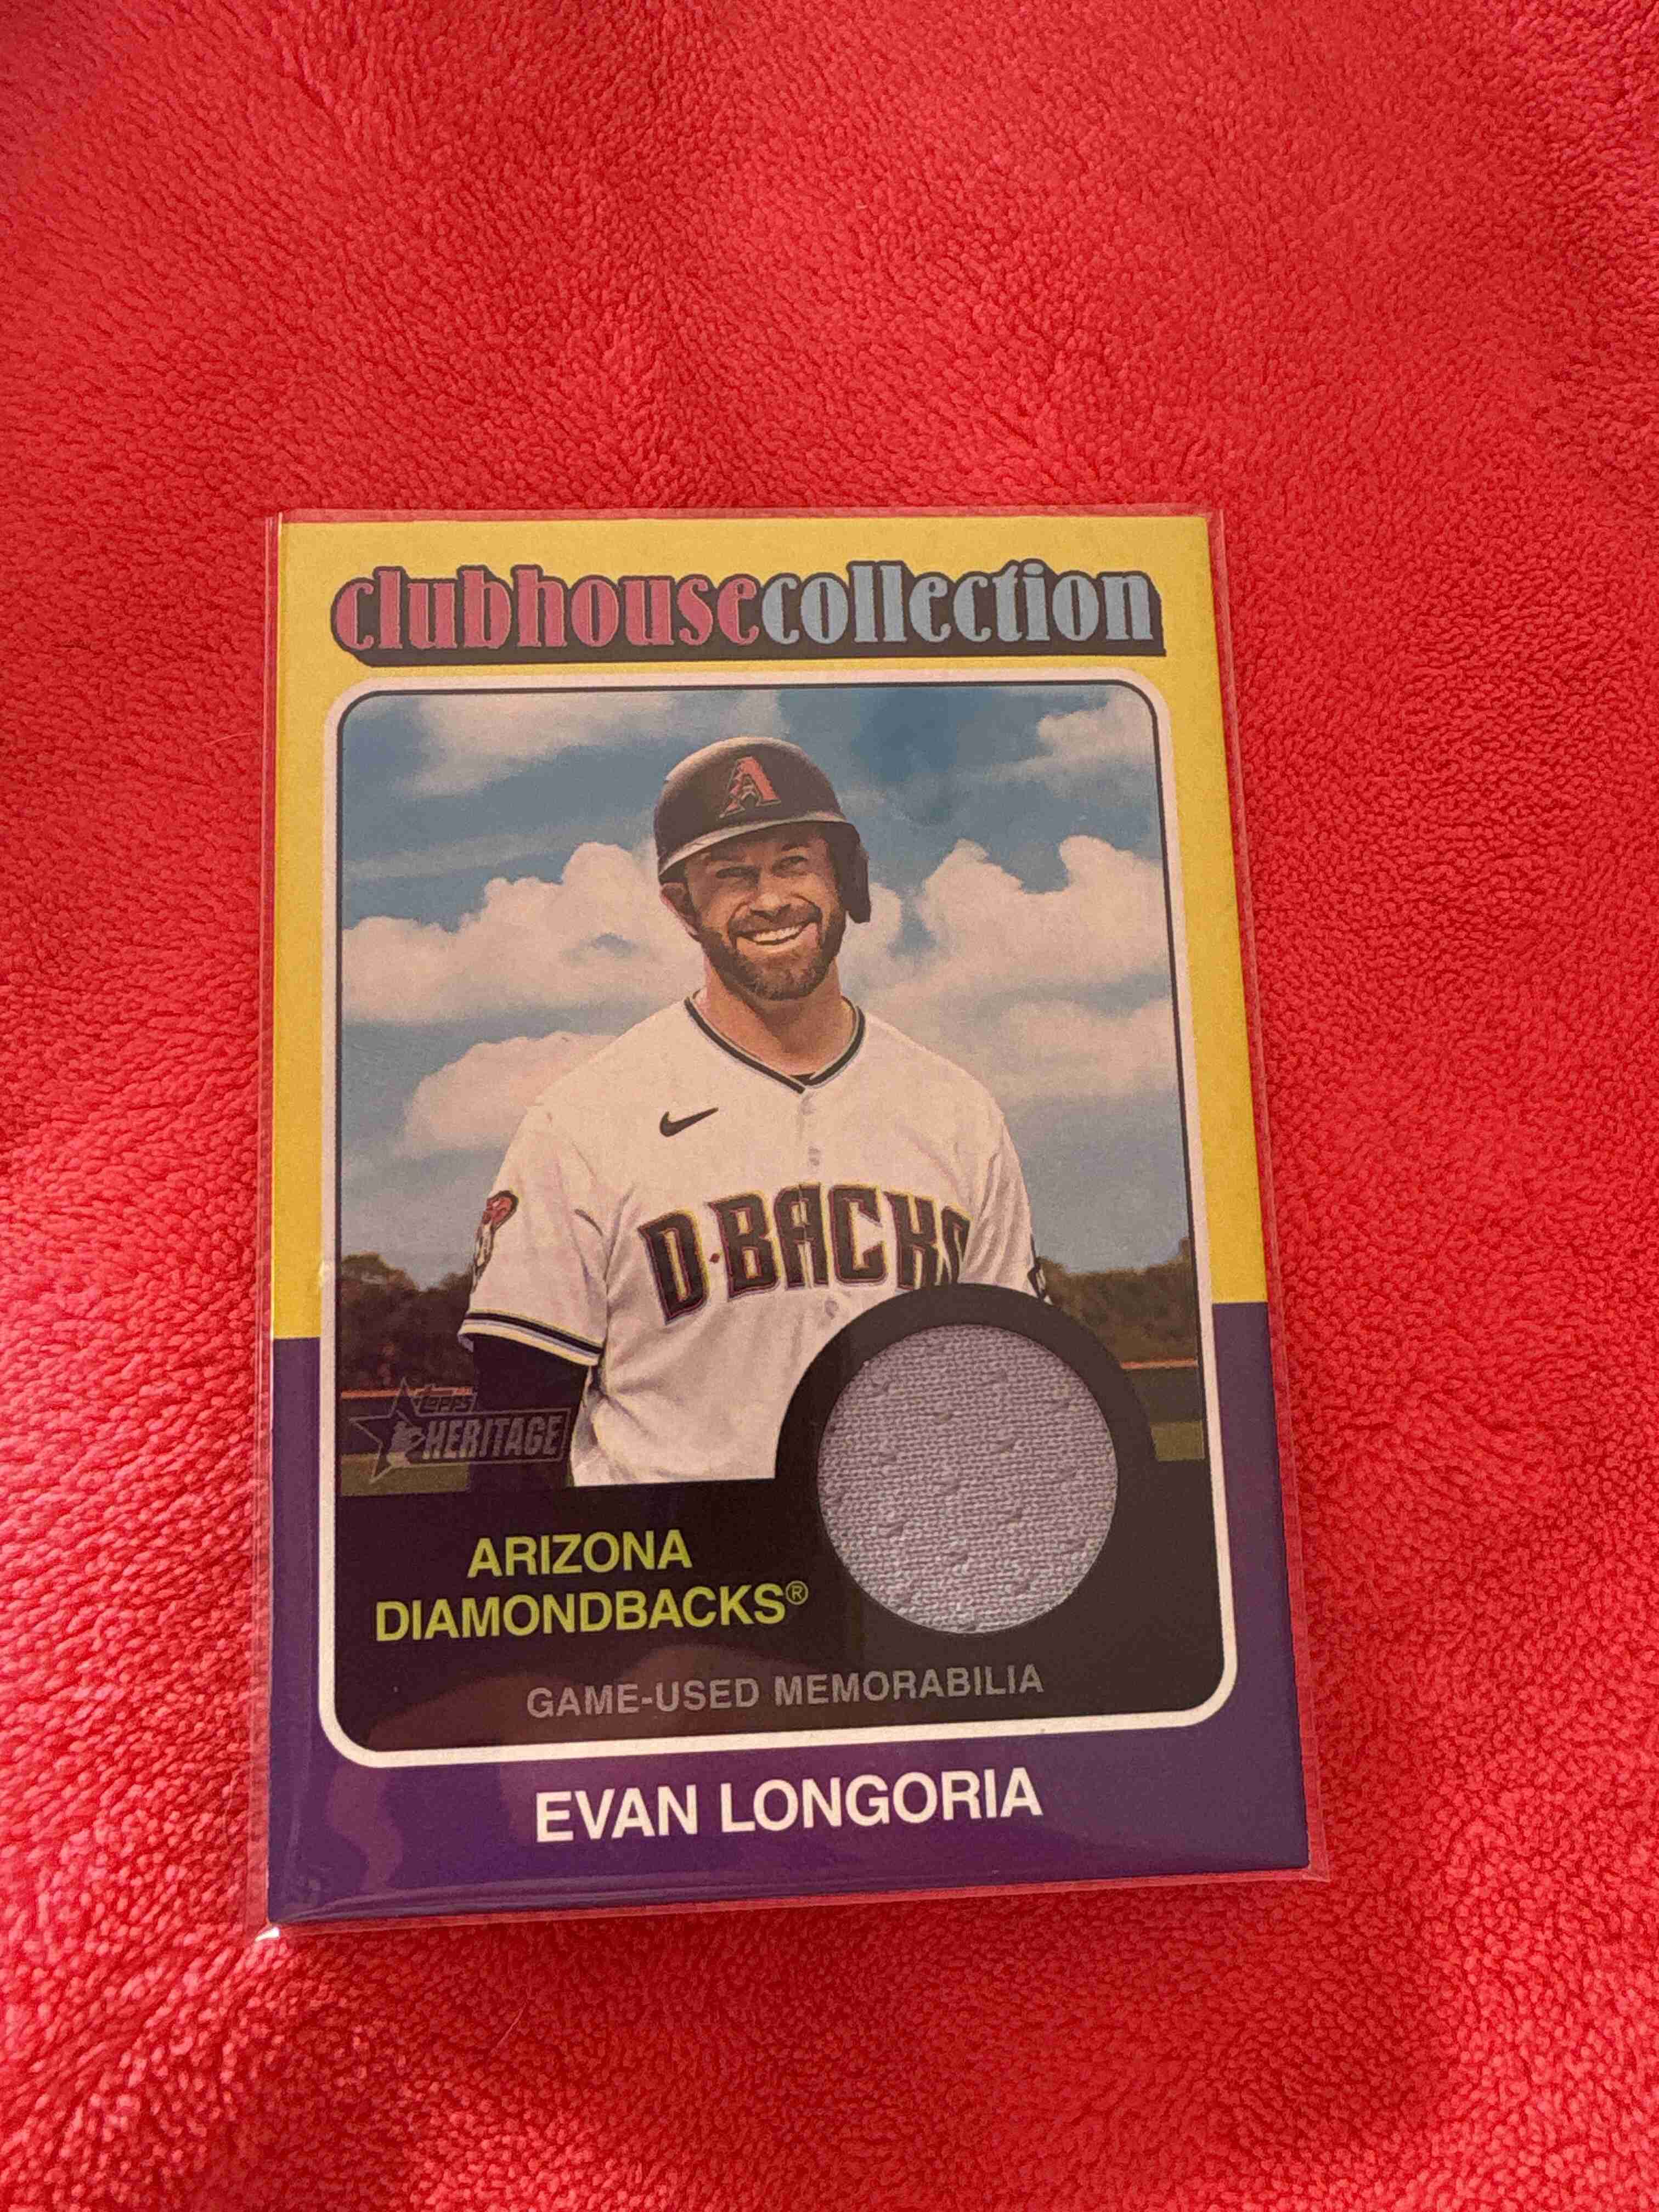 clubhousecollection
A
D·BACKS
topps
HERITAGE
ARIZONA
DIAMONDBACKS®
GAME-USED MEMORABILIA
EVAN LONGORIA